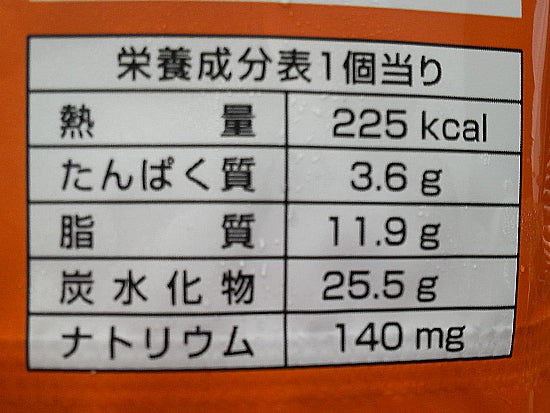 栄養成分表1個当り
熱量 225 kcal
たんぱく質 3.6 g
脂質 11.9 g
炭水化物 25.5 g
ナトリウム 140 mg